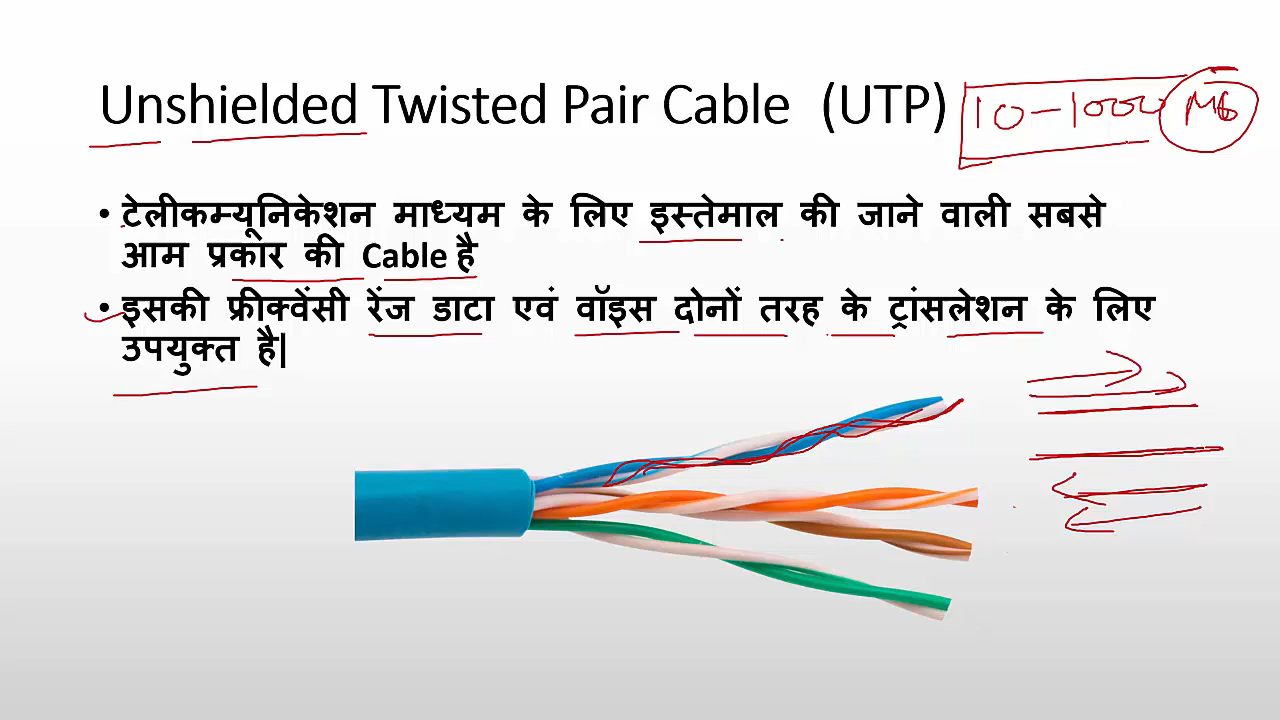 Unshielded Twisted Pair Cable (UTP) 10-1000 Mb
• टेलीकम्यूनिकेशन माध्यम के लिए इस्तेमाल की जाने वाली सबसे
आम प्रकार की Cable है
• इसकी फ्रीक्वेंसी रेंज डाटा एवं वॉइस दोनों तरह के ट्रांसलेशन के लिए
उपयुक्त है|